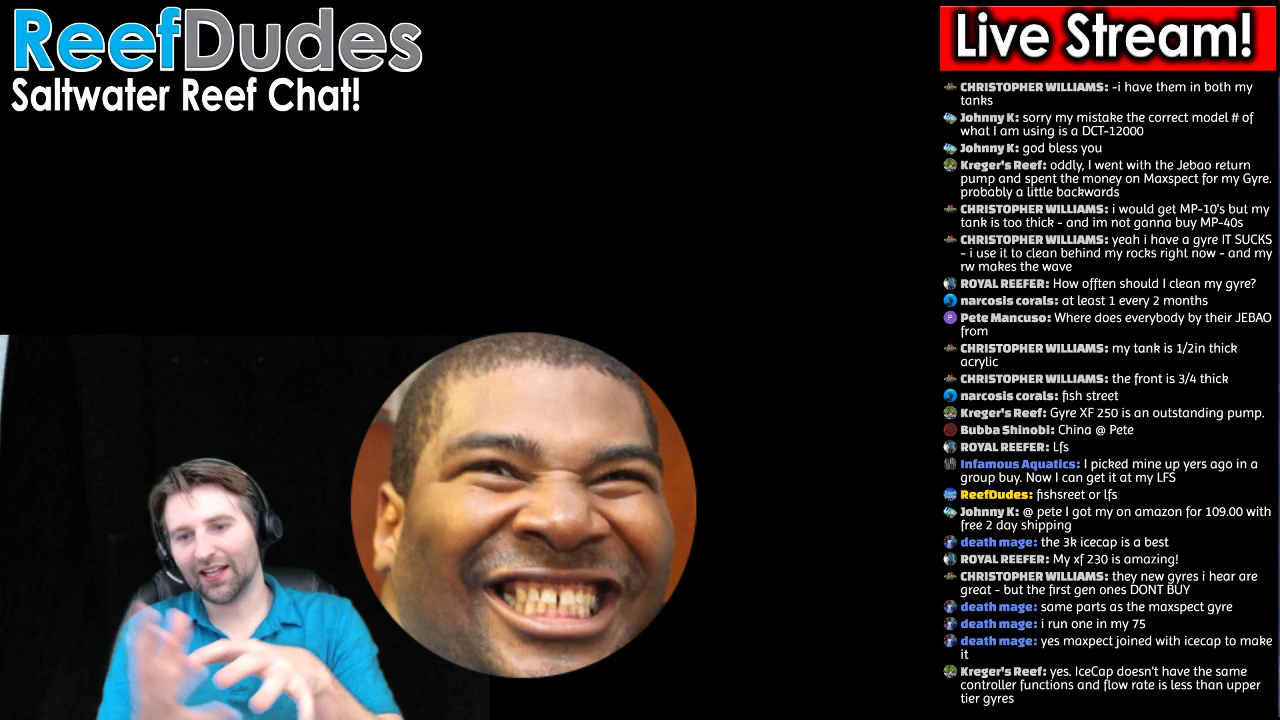 ReefDudes
Saltwater Reef Chat!
Live Stream!
CHRISTOPHER WILLIAMS: -i have them in both my
tanks
Johnny K: sorry my mistake the correct model # of
what I am using is a DCT-12000
Johnny K: god bless you
Kreger's Reef: oddly, I went with the Jebao return
pump and spent the money on Maxspect for my Gyre.
probably a little backwards
CHRISTOPHER WILLIAMS: i would get MP-10's but my
tank is too thick - and im not ganna buy MP-40s
CHRISTOPHER WILLIAMS: yeah i have a gyre IT SUCKS
- i use it to clean behind my rocks right now - and my
rw makes the wave
ROYAL REEFER: How offten should I clean my gyre?
narcosis corals: at least 1 every 2 months
P Pete Mancuso: Where does everybody by their JEBAO
from
CHRISTOPHER WILLIAMS: my tank is 1/2in thick
acrylic
CHRISTOPHER WILLIAMS: the front is 3/4 thick
narcosis corals: fish street
Kreger's Reef: Gyre XF 250 is an outstanding pump.
Bubba Shinobi: China @ Pete
ROYAL REEFER: Lfs
Infamous Aquatics: I picked mine up yers ago in a
group buy. Now I can get it at my LFS
ReefDudes: fishsreet or lfs
Johnny K: @ pete I got my on amazon for 109.00 with
free 2 day shipping
death mage: the 3k icecap is a best
ROYAL REEFER: My xf 230 is amazing!
CHRISTOPHER WILLIAMS: they new gyres i hear are
great - but the first gen ones DONT BUY
death mage: same parts as the maxspect gyre
death mage: i run one in my 75
death mage: yes maxpect joined with icecap to make
it
Kreger's Reef: yes. IceCap doesn't have the same
controller functions and flow rate is less than upper
tier gyres